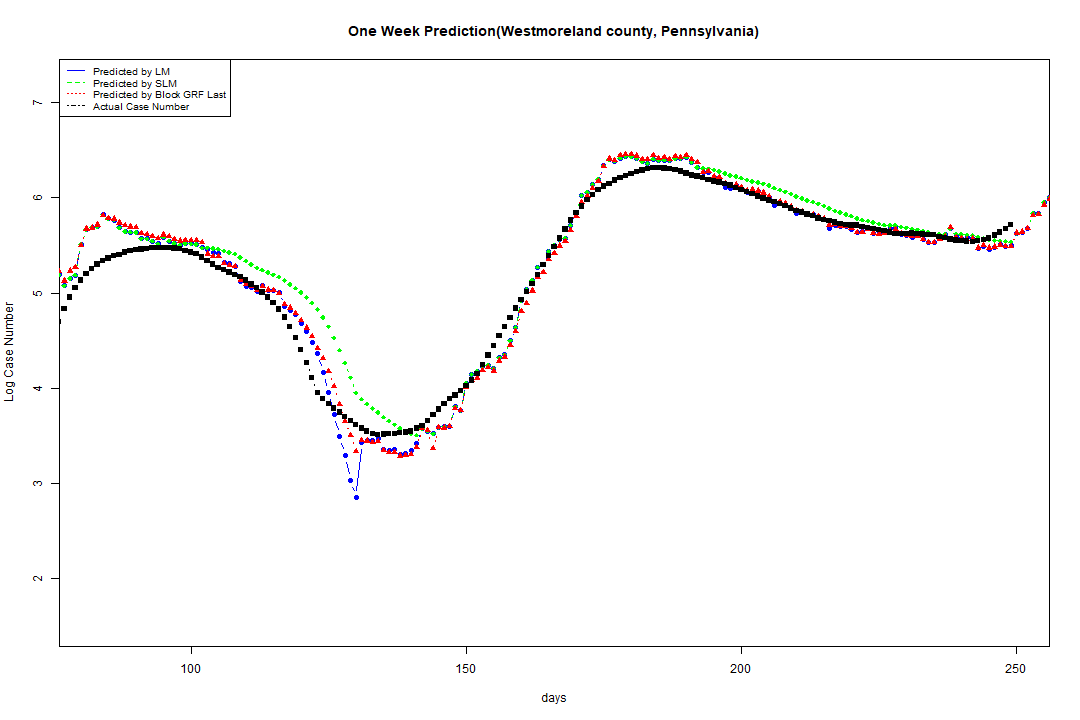 One Week Prediction(Westmoreland county, Pennsylvania)
Predicted by LM
Predicted by SLM
Predicted by Block GRF Last
Actual Case Number
7
6
5
4
3
2
Log Case Number
100 150 200 250
days